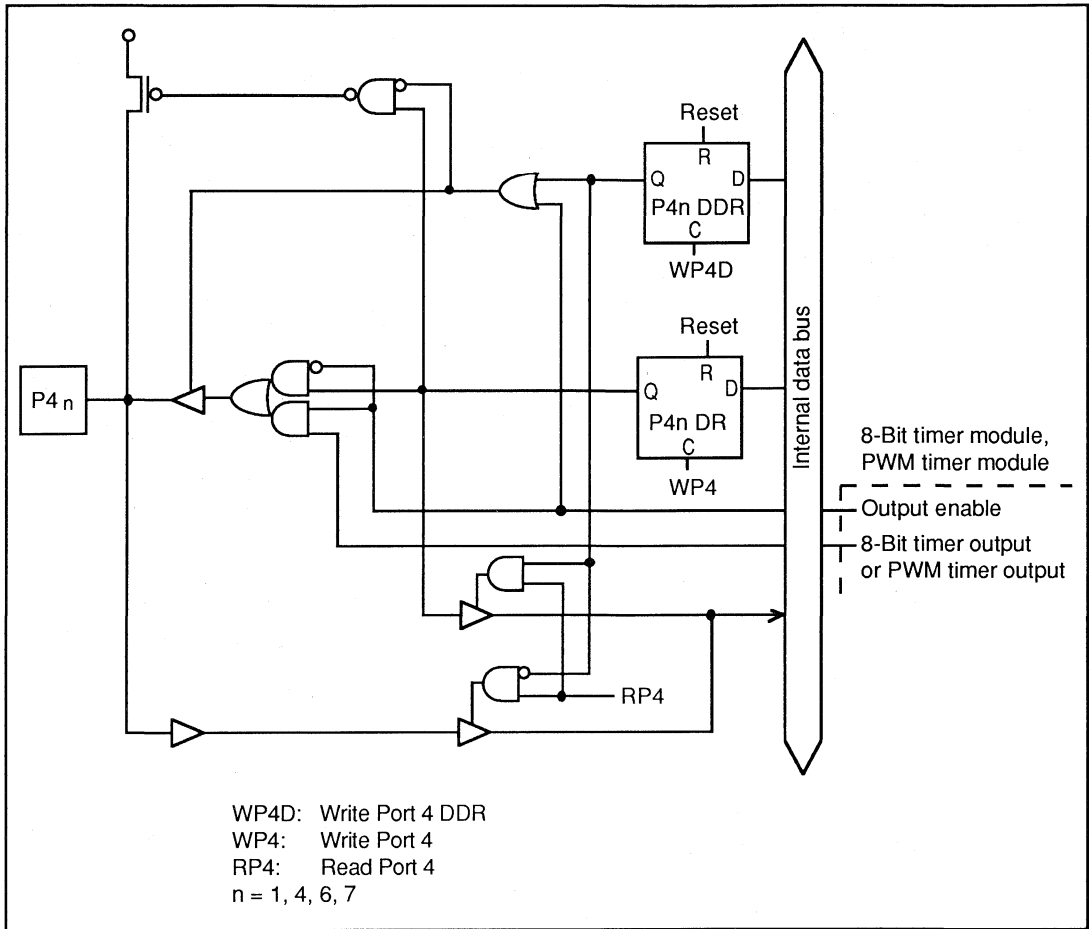 Reset
R
Q D
P4n DDR
C
WP4D
Reset
R
Q D
P4n DR
C
WP4
P4 n
Internal data bus
8-Bit timer module,
PWM timer module
Output enable
8-Bit timer output
or PWM timer output
RP4
WP4D: Write Port 4 DDR
WP4: Write Port 4
RP4: Read Port 4
n = 1, 4, 6, 7